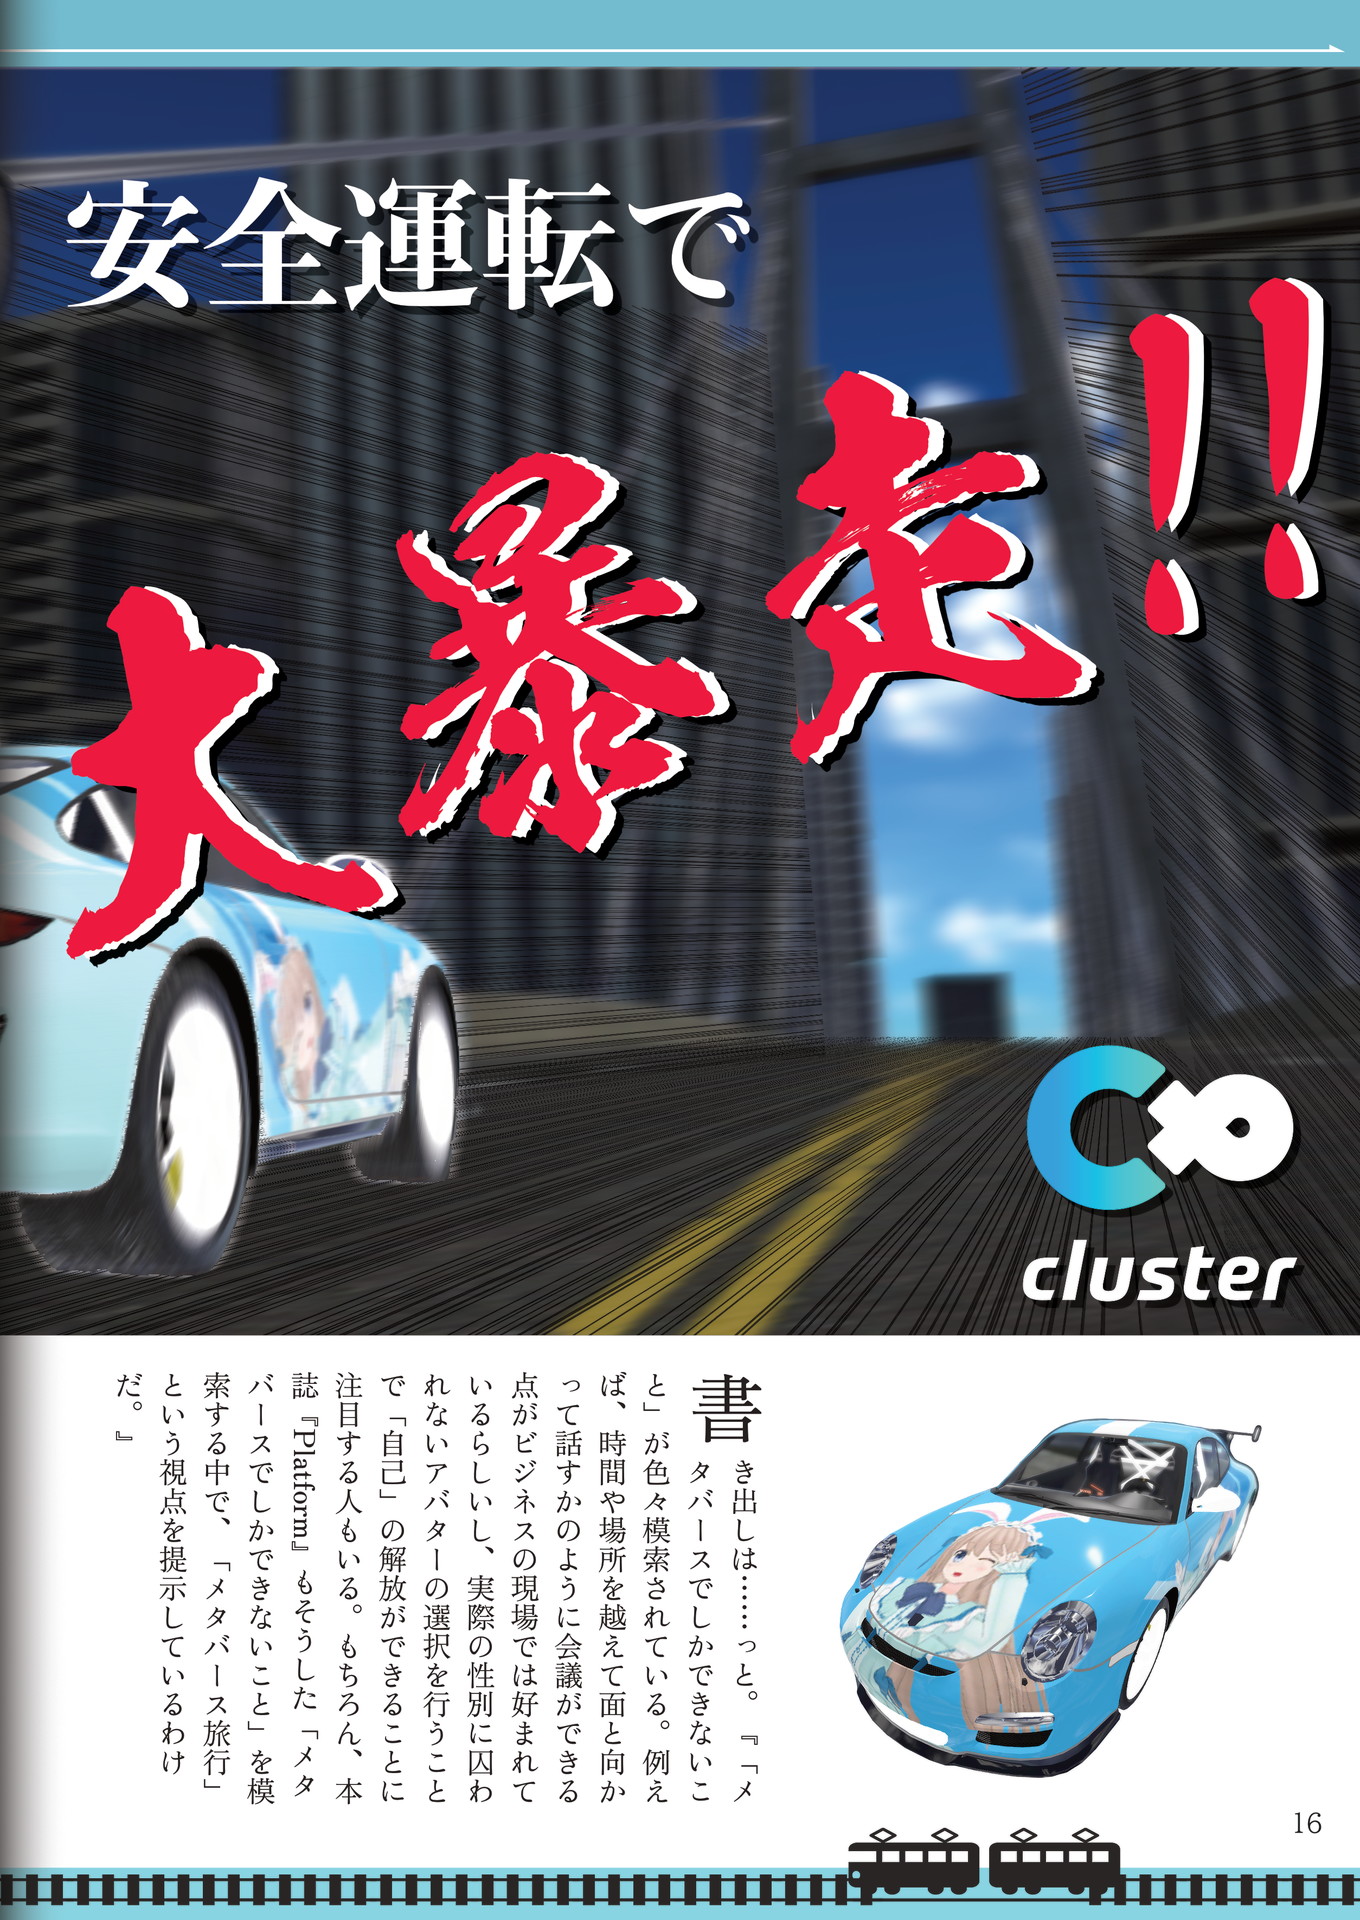 安全運転で
大暴走!!
cluster
書き出しは……っと。『「メ
タバースでしかできないこ
と」が色々模索されている。例え
ば、時間や場所を越えて面と向か
って話すかのように会議ができる
点がビジネスの現場では好まれて
いるらしいし、実際の性別に囚わ
れないアバターの選択を行うこと
で「自己」の解放ができることに
注目する人もいる。もちろん、本
誌『Platform』もそうした「メタ
バースでしかできないこと」を模
索する中で、「メタバース旅行」
という視点を提示しているわけ
だ。』
16